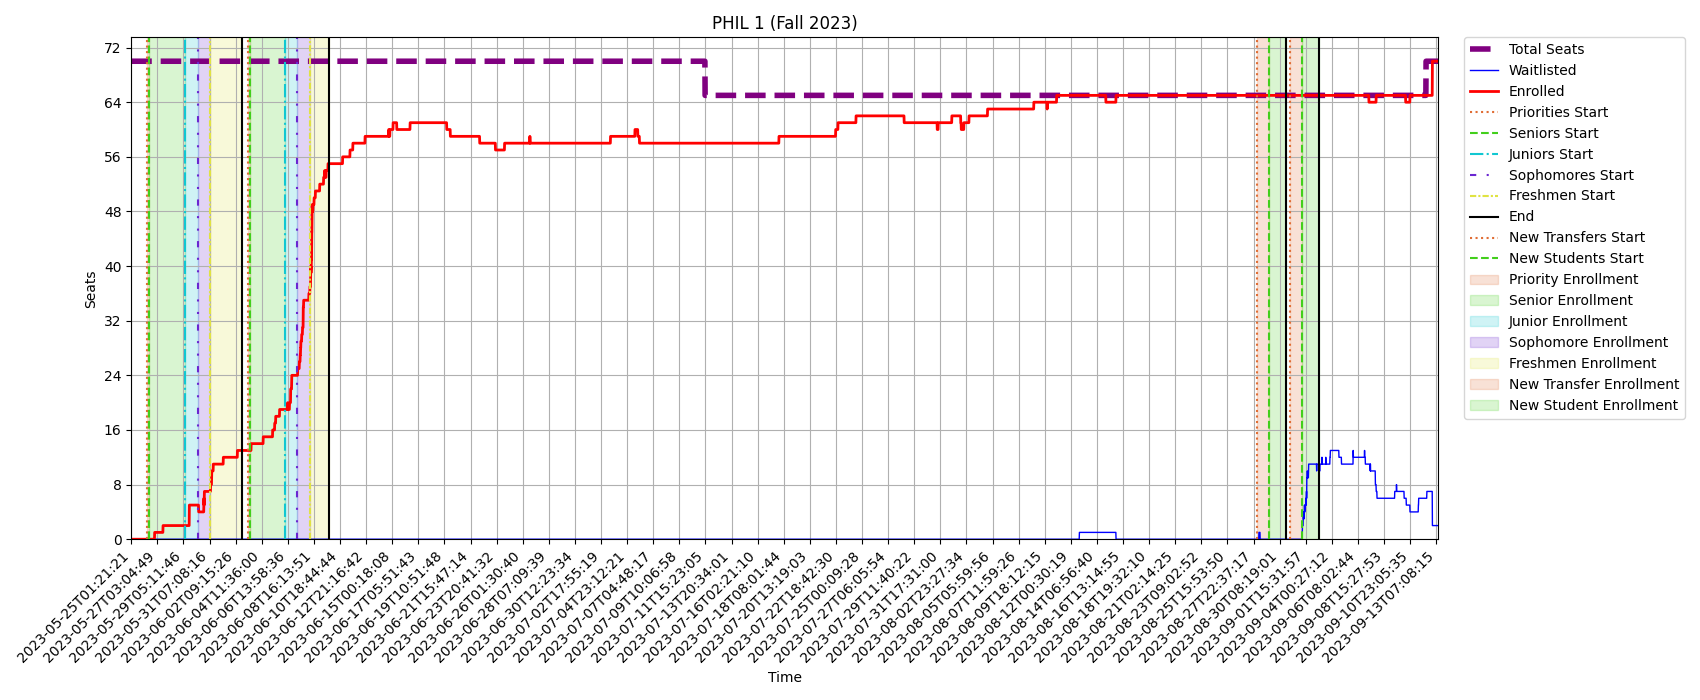 PHIL 1 (Fall 2023)
Seats
72
64
56
48
40
32
24
16
8
0
2023-05-25T01:21:21
2023-05-27T03:04:49
2023-05-29T05:11:46
2023-05-31T07:08:16
2023-06-02T09:15:26
2023-06-04T11:36:00
2023-06-06T13:58:36
2023-06-08T16:13:51
2023-06-10T18:44:44
2023-06-12T21:16:42
2023-06-15T00:18:08
2023-06-17T05:51:43
2023-06-19T10:51:48
2023-06-21T15:47:14
2023-06-23T20:41:32
2023-06-26T01:30:40
2023-06-28T07:09:39
2023-06-30T12:23:34
2023-07-02T17:55:19
2023-07-04T23:12:21
2023-07-07T04:48:17
2023-07-09T10:06:58
2023-07-11T15:23:05
2023-07-13T20:34:01
2023-07-16T02:21:10
2023-07-18T08:01:44
2023-07-20T13:19:03
2023-07-22T18:42:30
2023-07-25T00:09:28
2023-07-27T06:05:54
2023-07-29T11:40:22
2023-07-31T17:31:00
2023-08-02T23:27:34
2023-08-05T05:59:56
2023-08-07T11:59:26
2023-08-09T18:12:15
2023-08-12T00:30:19
2023-08-14T06:56:40
2023-08-16T13:14:55
2023-08-18T19:32:10
2023-08-21T02:14:25
2023-08-23T09:02:52
2023-08-25T15:53:50
2023-08-27T22:37:17
2023-08-30T08:19:01
2023-09-01T15:31:57
2023-09-04T00:27:12
2023-09-06T08:02:44
2023-09-08T15:27:53
2023-09-10T23:05:35
2023-09-13T07:08:15
Time
Total Seats
Waitlisted
Enrolled
Priorities Start
Seniors Start
Juniors Start
Sophomores Start
Freshmen Start
End
New Transfers Start
New Students Start
Priority Enrollment
Senior Enrollment
Junior Enrollment
Sophomore Enrollment
Freshmen Enrollment
New Transfer Enrollment
New Student Enrollment